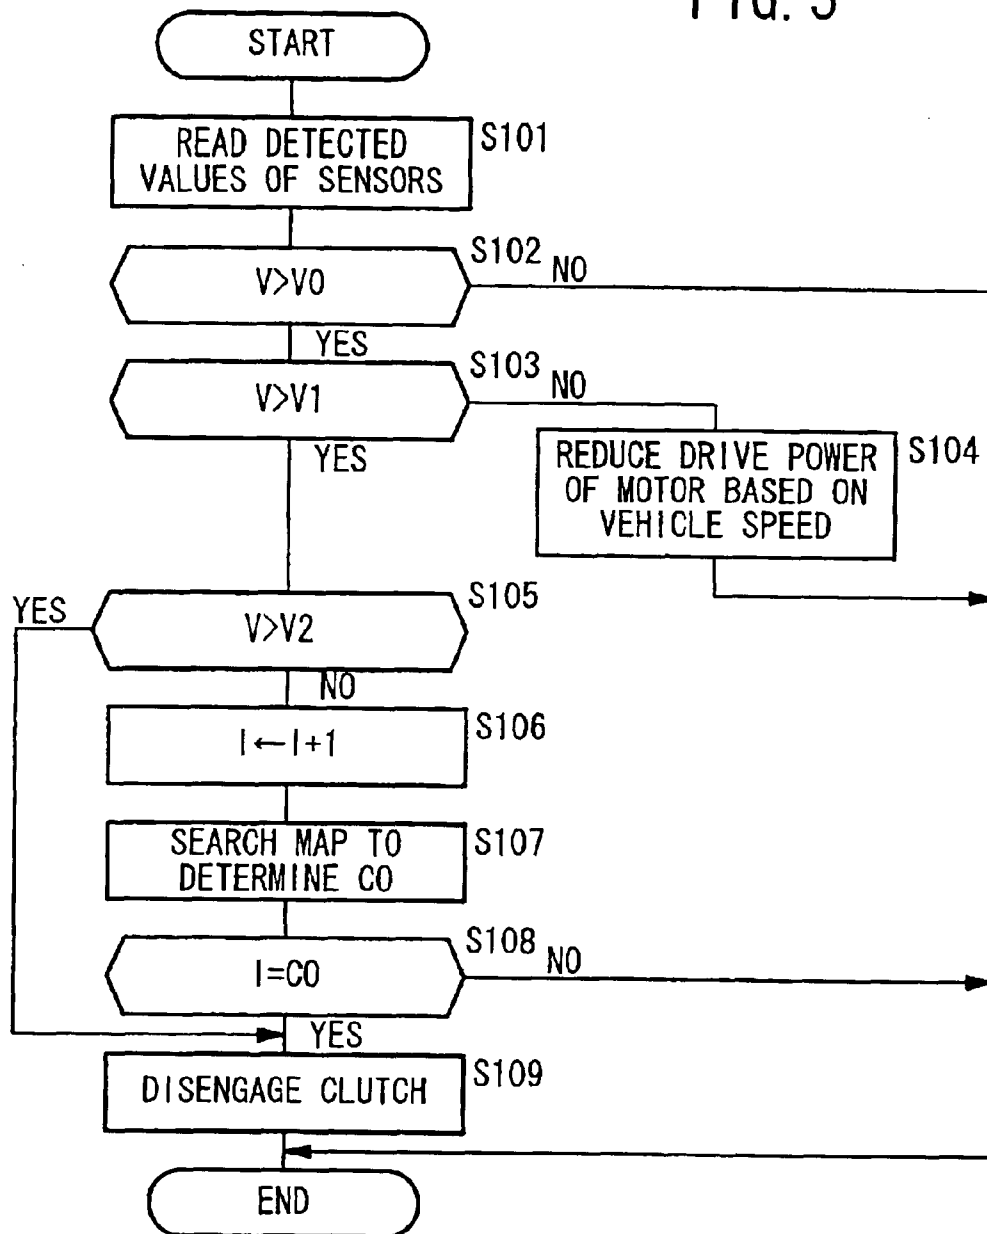 FIG. 5
START
READ DETECTED
VALUES OF SENSORS
S101
V>V0
S102
NO
YES
V>V1
S103
NO
YES
REDUCE DRIVE POWER
OF MOTOR BASED ON
VEHICLE SPEED
S104
YES
V>V2
S105
NO
I←I+1
S106
SEARCH MAP TO
DETERMINE C0
S107
I=C0
S108
NO
YES
DISENGAGE CLUTCH
S109
END